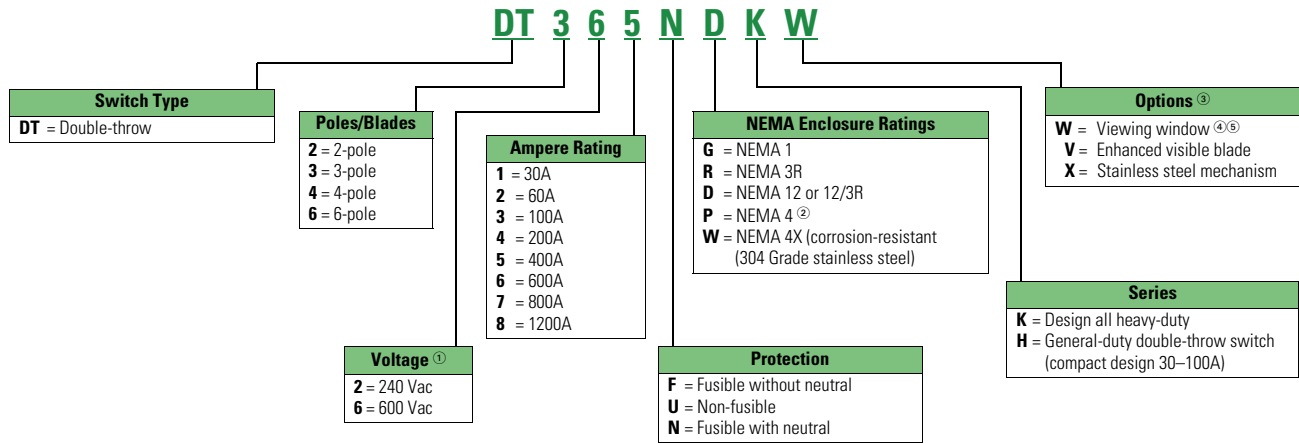 DT 3 6 5 N D K W
Switch Type
DT = Double-throw
Poles/Blades
2 = 2-pole
3 = 3-pole
4 = 4-pole
6 = 6-pole
Voltage ①
2 = 240 Vac
6 = 600 Vac
Ampere Rating
1 = 30A
2 = 60A
3 = 100A
4 = 200A
5 = 400A
6 = 600A
7 = 800A
8 = 1200A
Protection
F = Fusible without neutral
U = Non-fusible
N = Fusible with neutral
NEMA Enclosure Ratings
G = NEMA 1
R = NEMA 3R
D = NEMA 12 or 12/3R
P = NEMA 4 ②
W = NEMA 4X (corrosion-resistant
(304 Grade stainless steel)
Series
K = Design all heavy-duty
H = General-duty double-throw switch
(compact design 30–100A)
Options ③
W = Viewing window ④⑤
V = Enhanced visible blade
X = Stainless steel mechanism